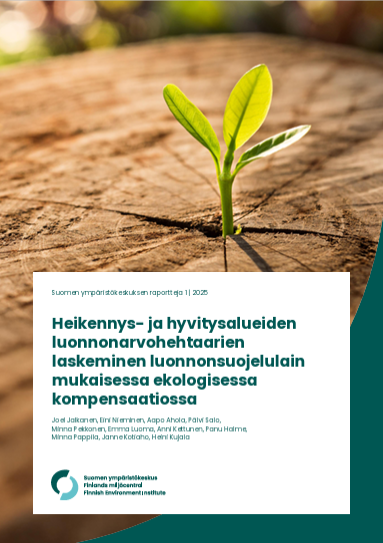 Suomen ympäristökeskuksen raportteja 1 | 2025
Heikennys- ja hyvitysalueiden
luonnonarvohehtaarien
laskeminen luonnonsuojelulain
mukaisessa ekologisessa
kompensaatiossa
Joel Jalkanen, Eini Nieminen, Aapo Ahola, Päivi Salo,
Minna Pekkonen, Emma Luoma, Anni Kettunen, Panu Halme,
Minna Pappila, Janne Kotiaho, Heini Kujala
Suomen ympäristökeskus
Finlands miljöcentral
Finnish Environment Institute